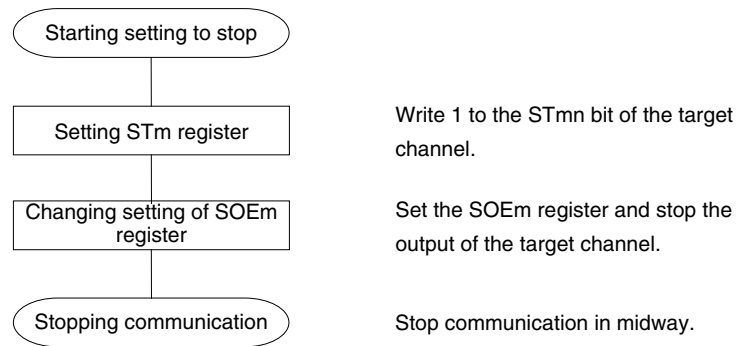 Starting setting to stop
Setting STm register
Write 1 to the STmn bit of the target
channel.
Changing setting of SOEm
register
Set the SOEm register and stop the
output of the target channel.
Stopping communication
Stop communication in midway.